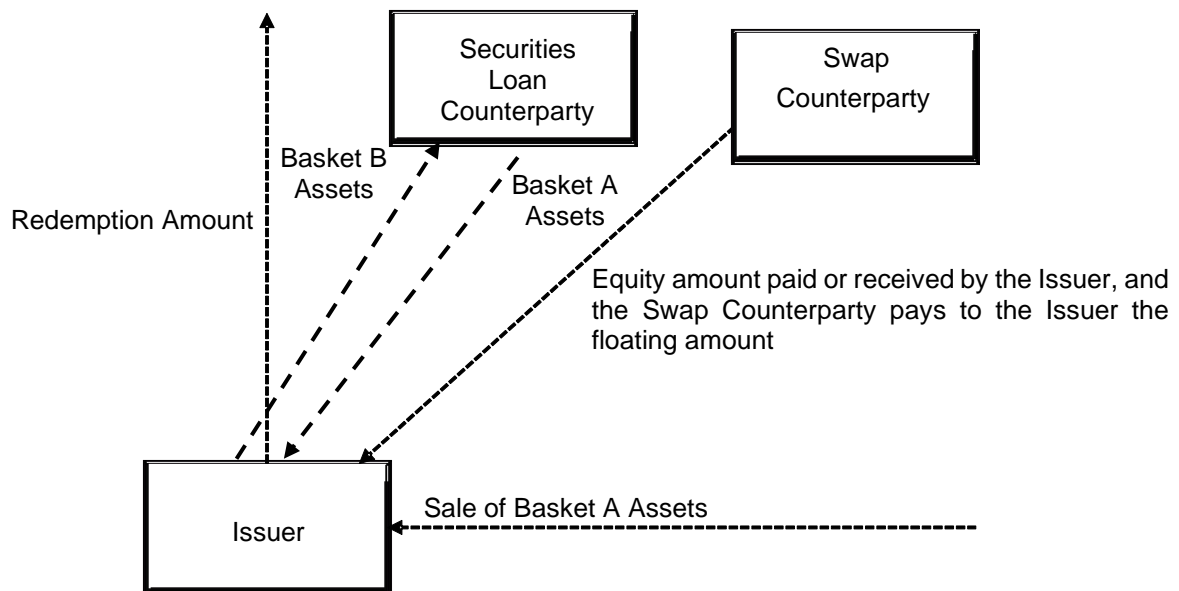 Securities
Loan
Counterparty
Swap
Counterparty
Basket B
Assets
Basket A
Assets
Redemption Amount
Equity amount paid or received by the Issuer, and
the Swap Counterparty pays to the Issuer the
floating amount
Sale of Basket A Assets
Issuer